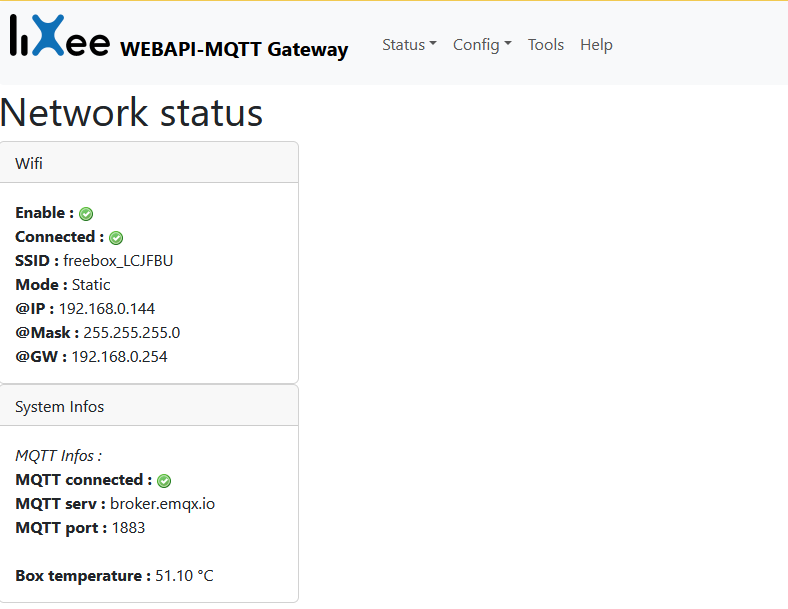 liXee WEBAPI-MQTT Gateway Status Config Tools Help
Network status
Wifi
Enable :
Connected :
SSID : freebox_LCJFBU
Mode : Static
@IP : 192.168.0.144
@Mask : 255.255.255.0
@GW : 192.168.0.254
System Infos
MQTT Infos :
MQTT connected :
MQTT serv : broker.emqx.io
MQTT port : 1883
Box temperature : 51.10 °C